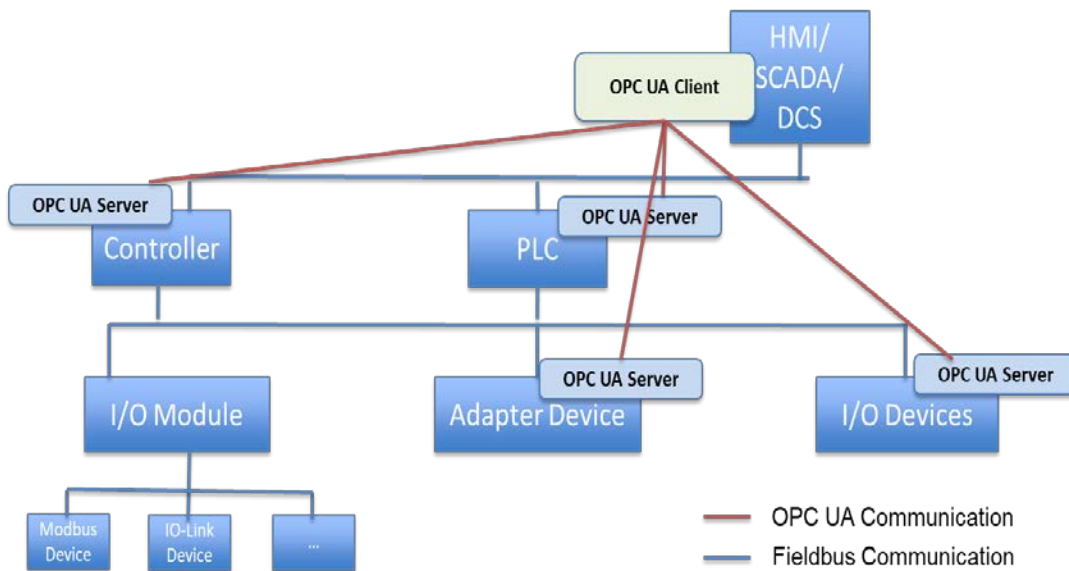 HMI/
SCADA/
DCS
OPC UA Client
OPC UA Server
Controller
OPC UA Server
PLC
I/O Module
OPC UA Server
Adapter Device
OPC UA Server
I/O Devices
Modbus
Device
IO-Link
Device
...
OPC UA Communication
Fieldbus Communication